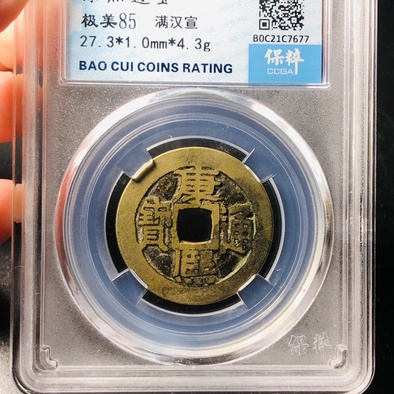 极美85 满汉宣
27.3*1.0mm*4.3g
BAO CUI COINS RATING
B0C21C7677
保粹
CCGA
康熙通寶
保粹